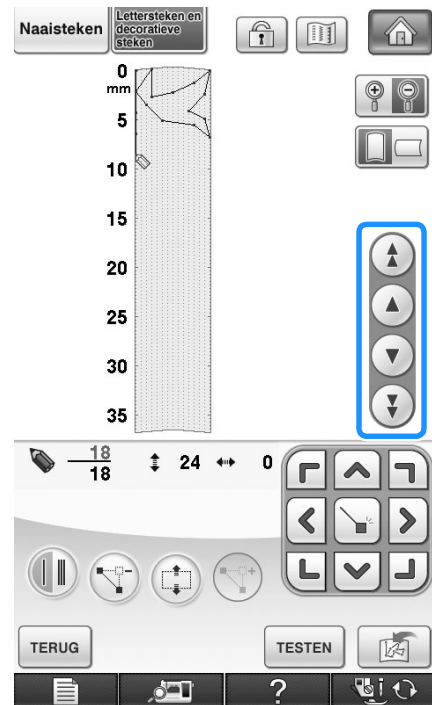 Naaisteken
Lettersteken en
decoratieve
steken
0
mm
5
10
15
20
25
30
35
18
18
24
0
TERUG
TESTEN
?